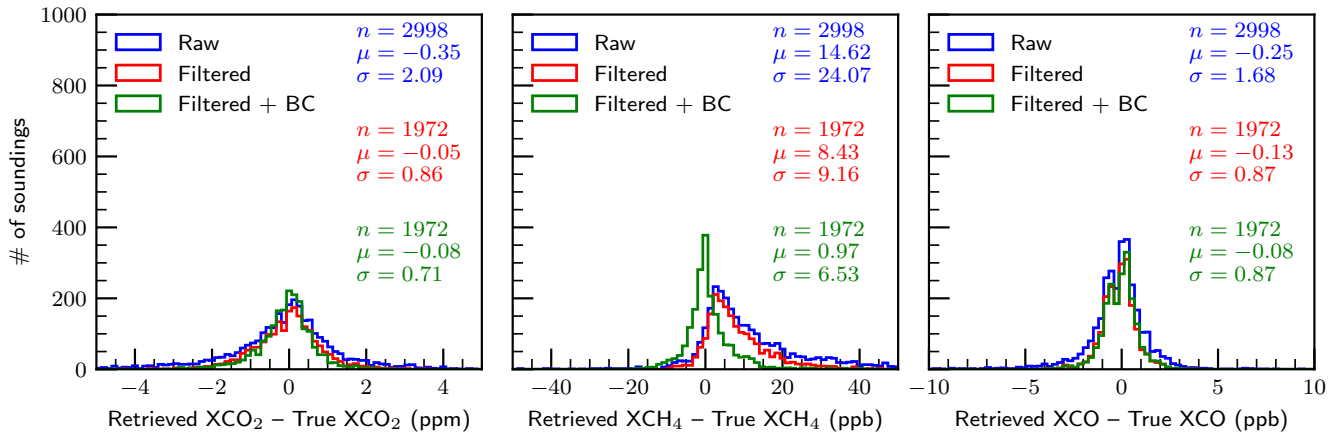 1000
800
600
400
200
0
# of soundings
Raw
Filtered
Filtered + BC
n = 2998
μ = −0.35
σ = 2.09
n = 1972
μ = −0.05
σ = 0.86
n = 1972
μ = −0.08
σ = 0.71
−4 −2 0 2 4
Retrieved XCO₂ – True XCO₂ (ppm)
Raw
Filtered
Filtered + BC
n = 2998
μ = 14.62
σ = 24.07
n = 1972
μ = 8.43
σ = 9.16
n = 1972
μ = 0.97
σ = 6.53
−40 −20 0 20 40
Retrieved XCH₄ – True XCH₄ (ppb)
Raw
Filtered
Filtered + BC
n = 2998
μ = −0.25
σ = 1.68
n = 1972
μ = −0.13
σ = 0.87
n = 1972
μ = −0.08
σ = 0.87
−10 −5 0 5 10
Retrieved XCO – True XCO (ppb)